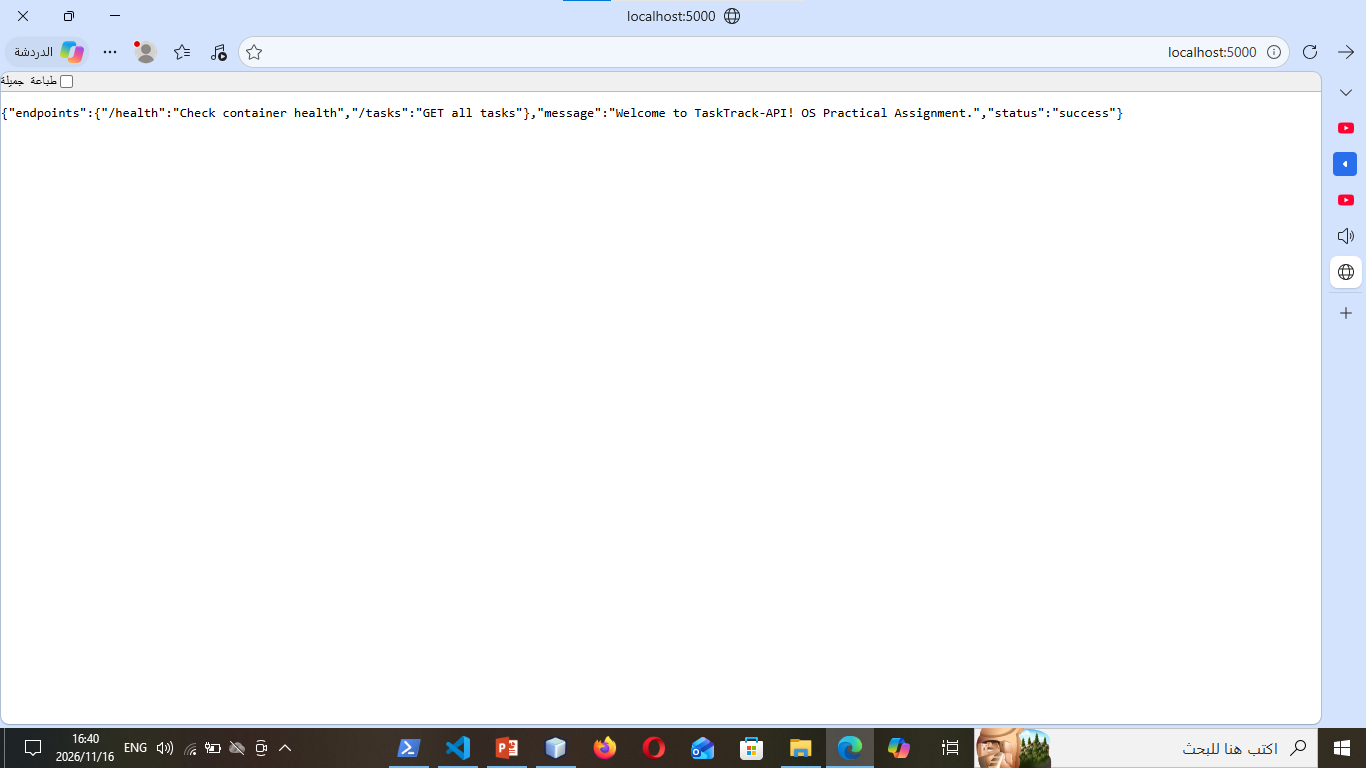 localhost:5000
الدردشة
localhost:5000
طباعة جميلة
{"endpoints":{"/health":"Check container health","/tasks":"GET all tasks"},"message":"Welcome to TaskTrack-API! OS Practical Assignment.","status":"success"}
16:40
ENG
2026/11/16
اكتب هنا للبحث